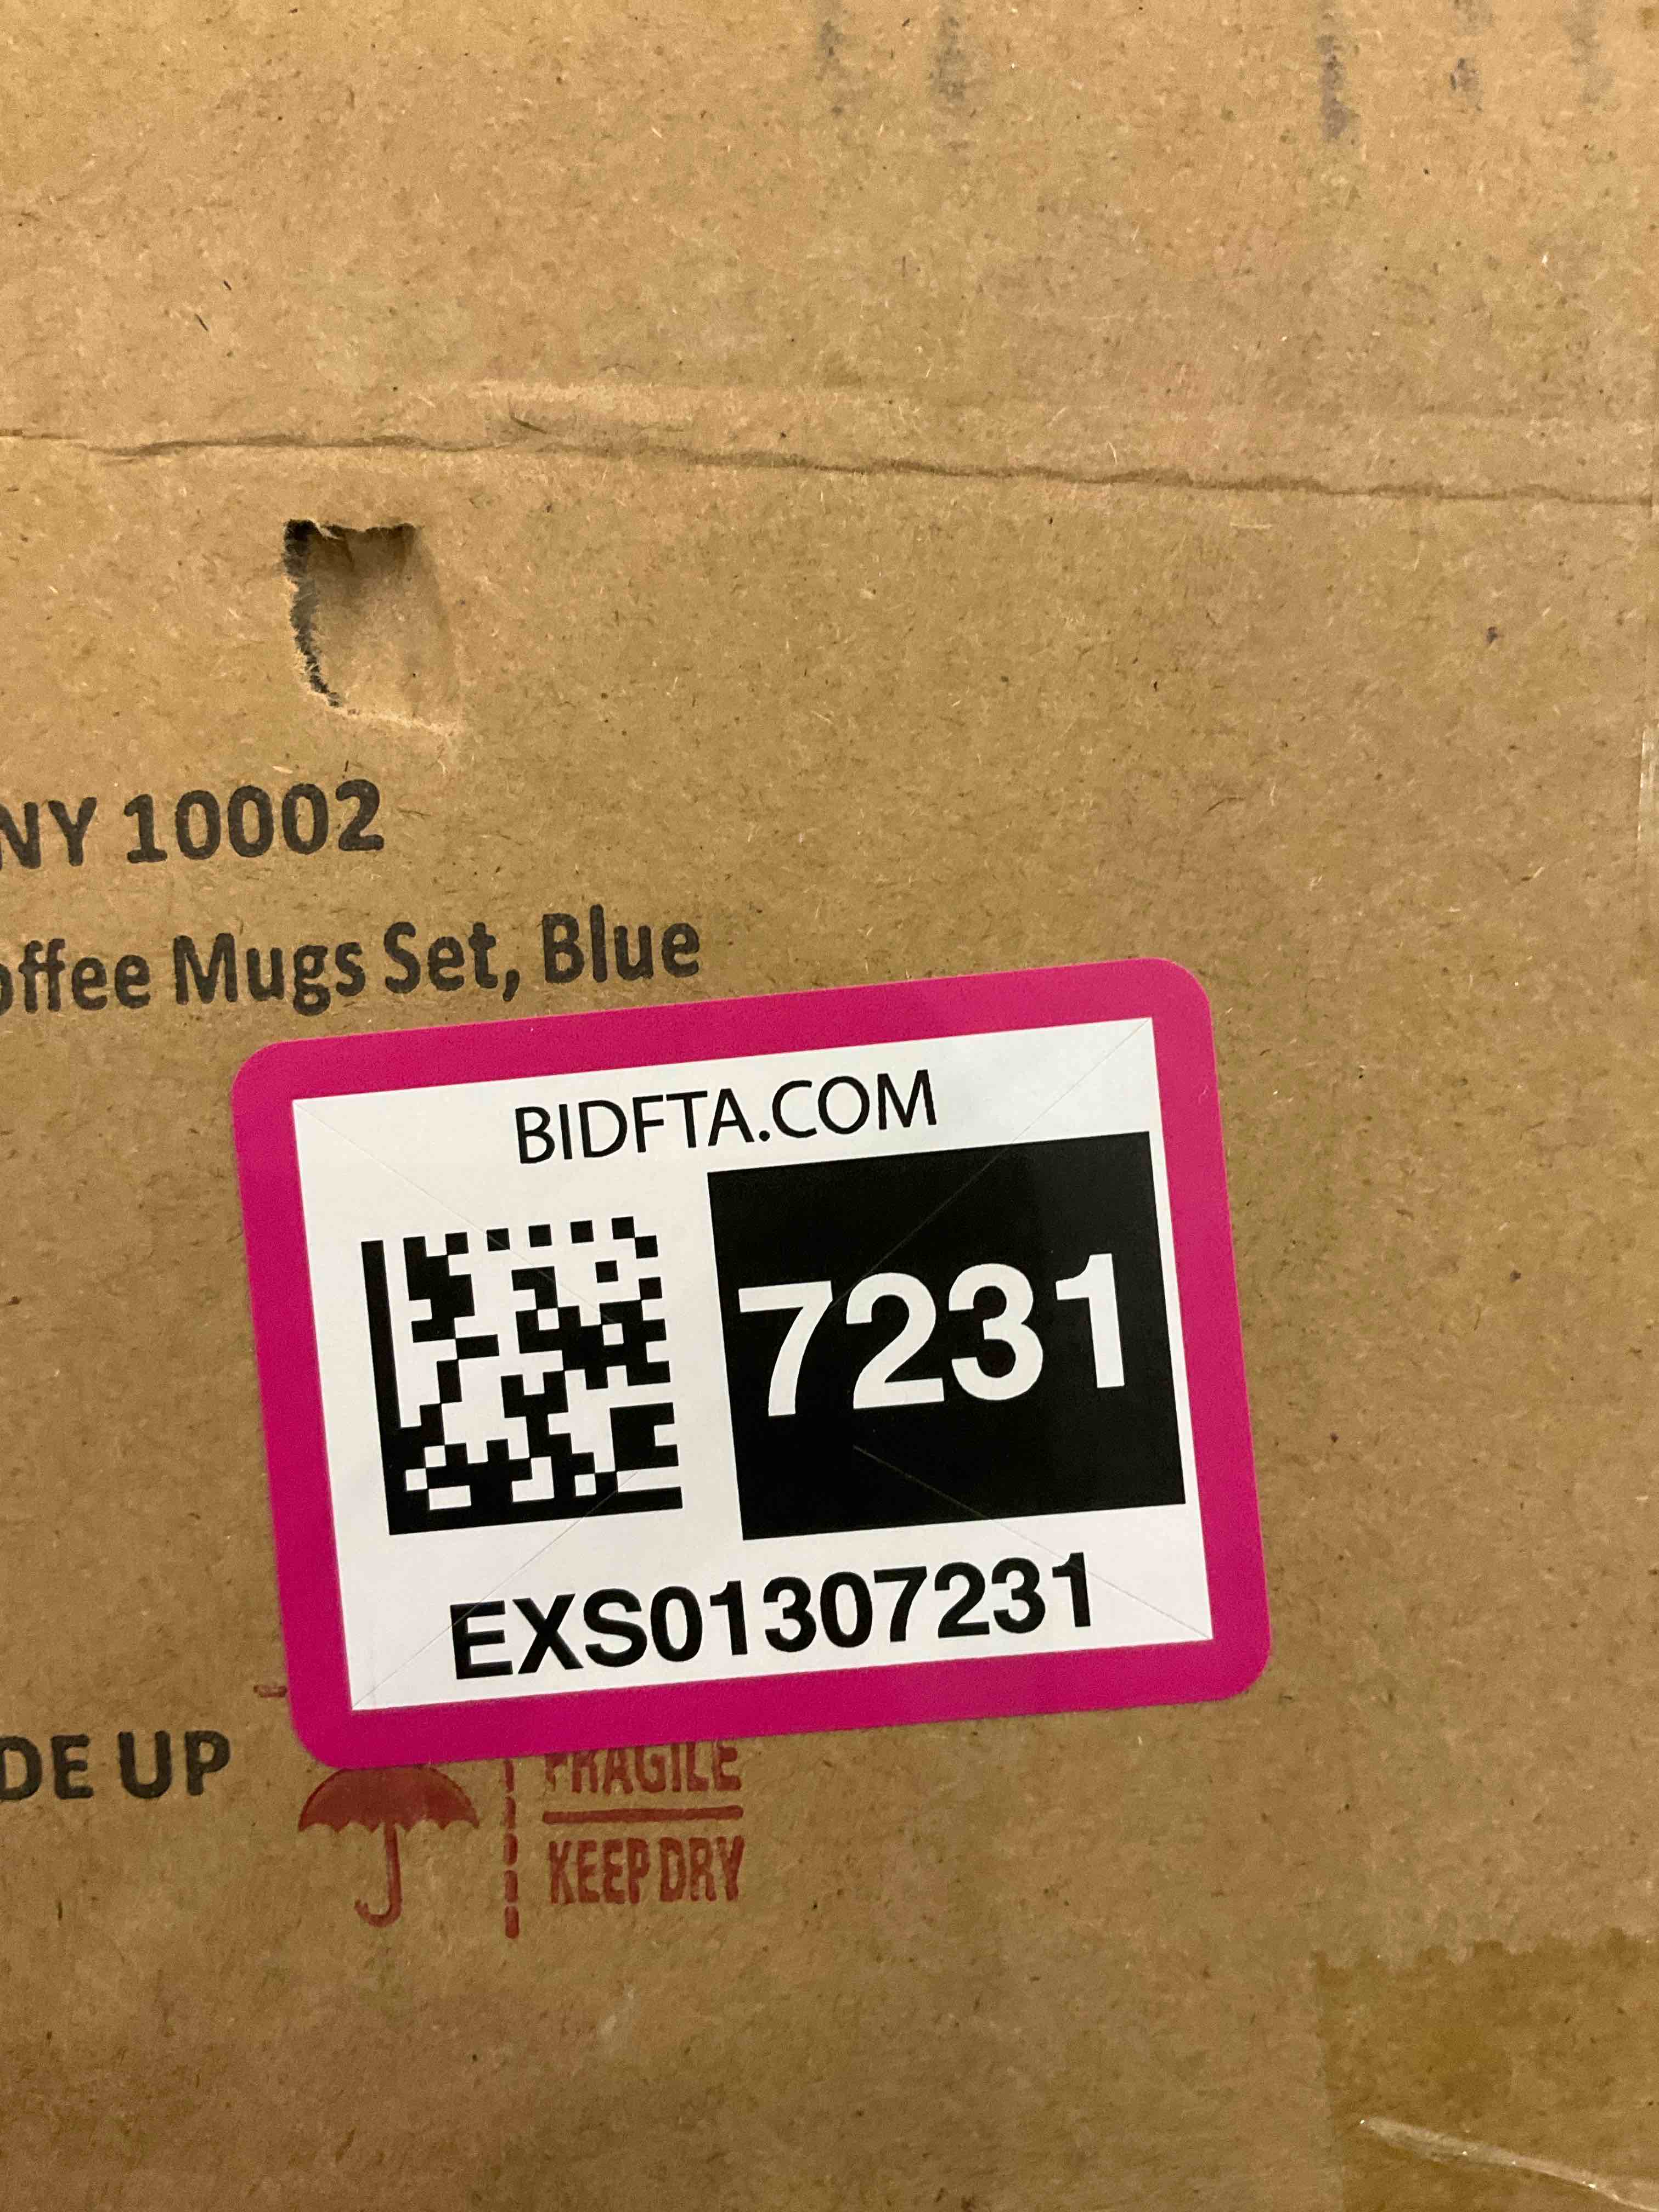 NY 10002
offee Mugs Set, Blue
BIDFTA.COM
7231
EXS01307231
DE UP
FRAGILE
KEEP DRY